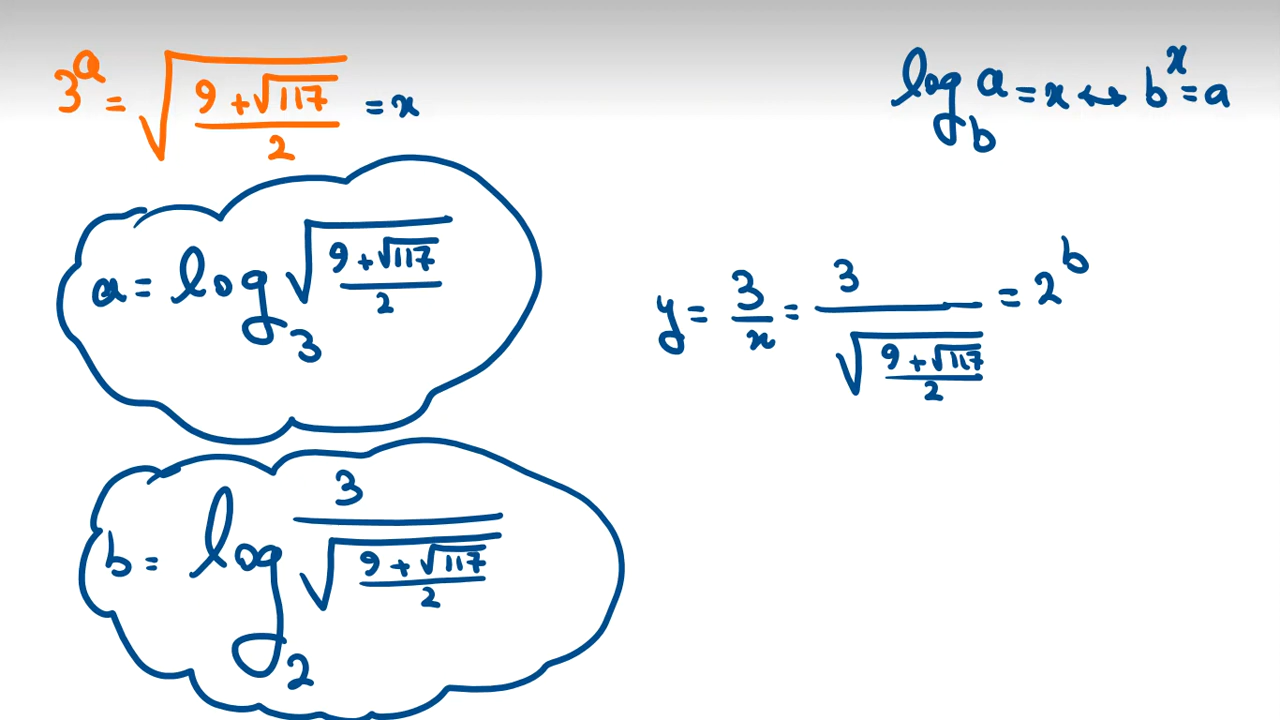 3^a = √((9 + √117)/2) = x
log_b a = x ↔ b^x = a
a = log_3 √((9 + √117)/2)
y = 3/x = 3/√((9 + √117)/2) = 2^b
b = log_2 3/√((9 + √117)/2)